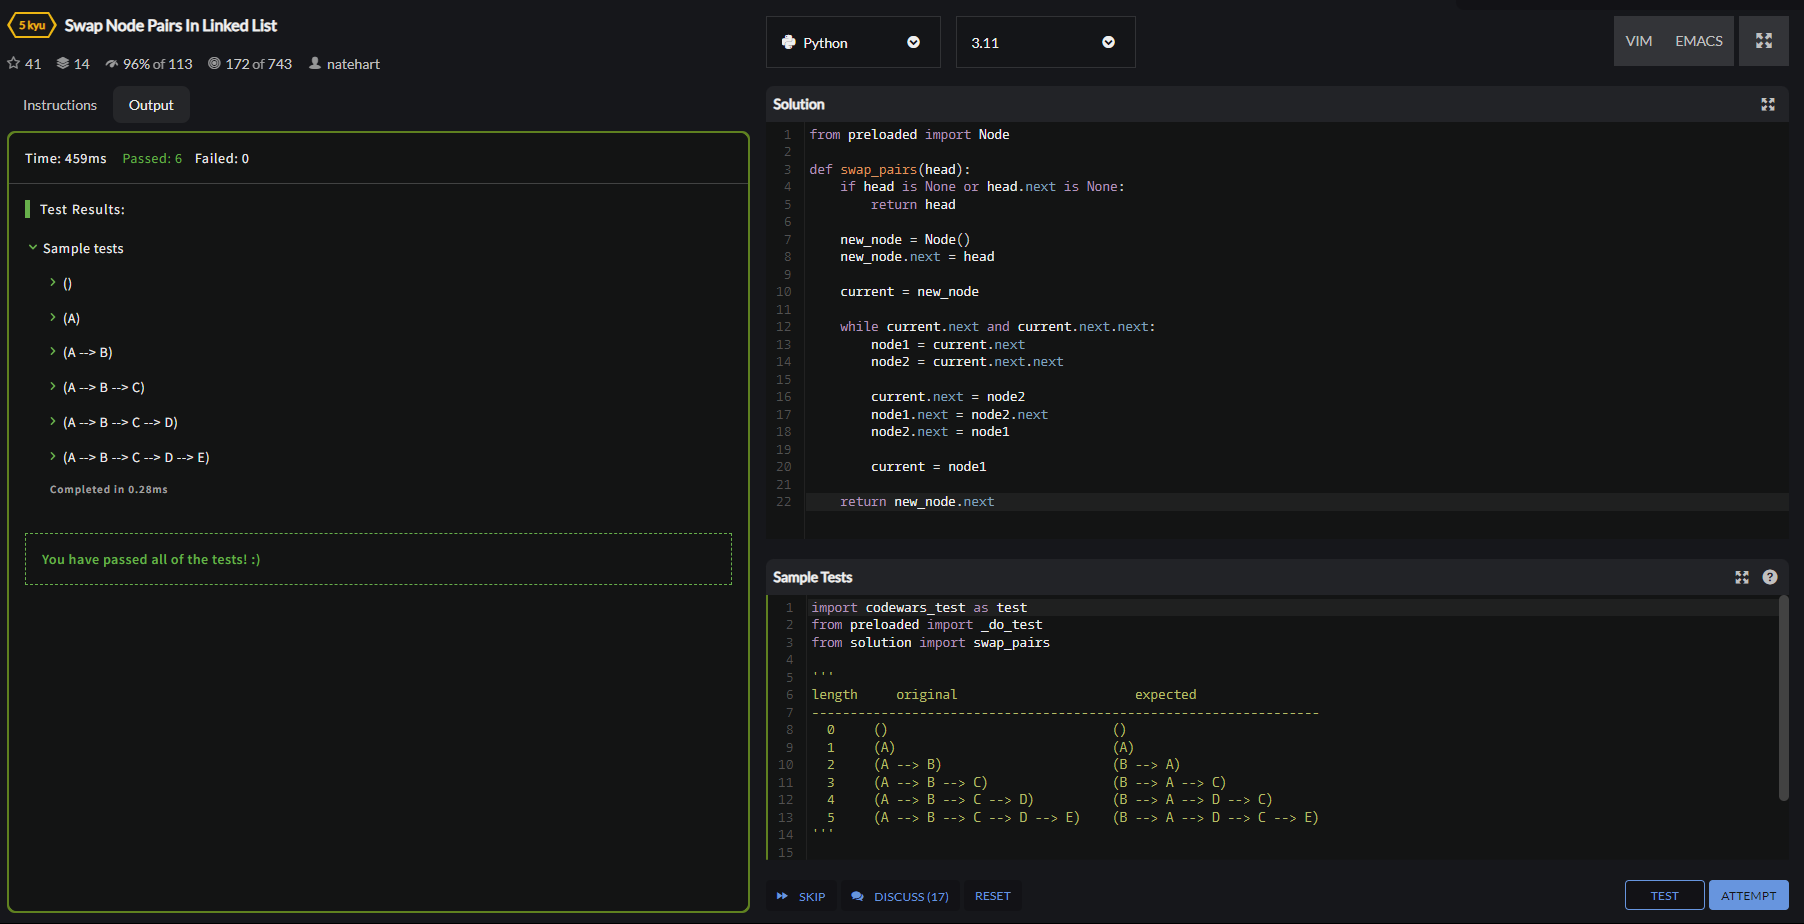 5 kyu Swap Node Pairs In Linked List
41 14 96% of 113 172 of 743 natehart
Instructions Output
Time: 459ms Passed: 6 Failed: 0
Test Results:
Sample tests
()
(A)
(A --> B)
(A --> B --> C)
(A --> B --> C --> D)
(A --> B --> C --> D --> E)
Completed in 0.28ms
You have passed all of the tests! :)
Python 3.11 VIM EMACS
Solution
1 from preloaded import Node
2
3 def swap_pairs(head):
4     if head is None or head.next is None:
5         return head
6
7     new_node = Node()
8     new_node.next = head
9
10     current = new_node
11
12     while current.next and current.next.next:
13         node1 = current.next
14         node2 = current.next.next
15
16         current.next = node2
17         node1.next = node2.next
18         node2.next = node1
19
20         current = node1
21
22     return new_node.next
Sample Tests ?
1 import codewars_test as test
2 from preloaded import _do_test
3 from solution import swap_pairs
4
5 '''
6 length     original                       expected
7 ------------------------------------------------------------------
8   0     ()                             ()
9   1     (A)                            (A)
10   2     (A --> B)                      (B --> A)
11   3     (A --> B --> C)                (B --> A --> C)
12   4     (A --> B --> C --> D)          (B --> A --> D --> C)
13   5     (A --> B --> C --> D --> E)    (B --> A --> D --> C --> E)
14 '''
15
SKIP DISCUSS (17) RESET TEST ATTEMPT